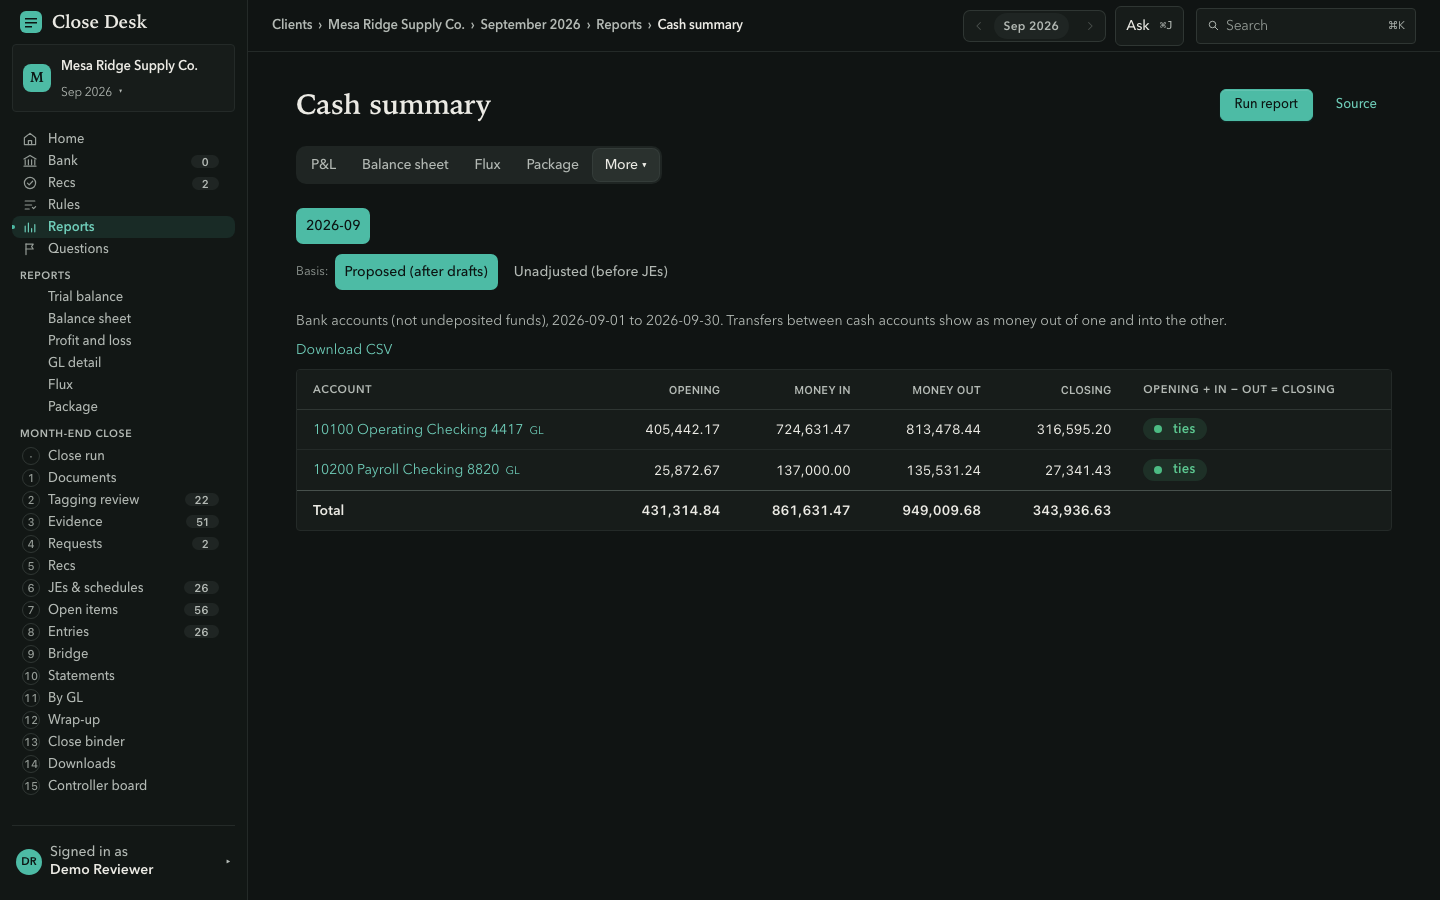 Close Desk
M
Mesa Ridge Supply Co.
Sep 2026
Home
Bank 0
Recs 2
Rules
Reports
Questions
REPORTS
Trial balance
Balance sheet
Profit and loss
GL detail
Flux
Package
MONTH-END CLOSE
· Close run
1 Documents
2 Tagging review 22
3 Evidence 51
4 Requests 2
5 Recs
6 JEs & schedules 26
7 Open items 56
8 Entries 26
9 Bridge
10 Statements
11 By GL
12 Wrap-up
13 Close binder
14 Downloads
15 Controller board
DR
Signed in as
Demo Reviewer
Clients › Mesa Ridge Supply Co. › September 2026 › Reports › Cash summary
‹ Sep 2026 ›
Ask ⌘J
Search ⌘K
Cash summary
Run report Source
P&L Balance sheet Flux Package More ▾
2026-09
Basis: Proposed (after drafts) Unadjusted (before JEs)
Bank accounts (not undeposited funds), 2026-09-01 to 2026-09-30. Transfers between cash accounts show as money out of one and into the other.
Download CSV
ACCOUNT OPENING MONEY IN MONEY OUT CLOSING OPENING + IN − OUT = CLOSING
10100 Operating Checking 4417 GL 405,442.17 724,631.47 813,478.44 316,595.20 ties
10200 Payroll Checking 8820 GL 25,872.67 137,000.00 135,531.24 27,341.43 ties
Total 431,314.84 861,631.47 949,009.68 343,936.63